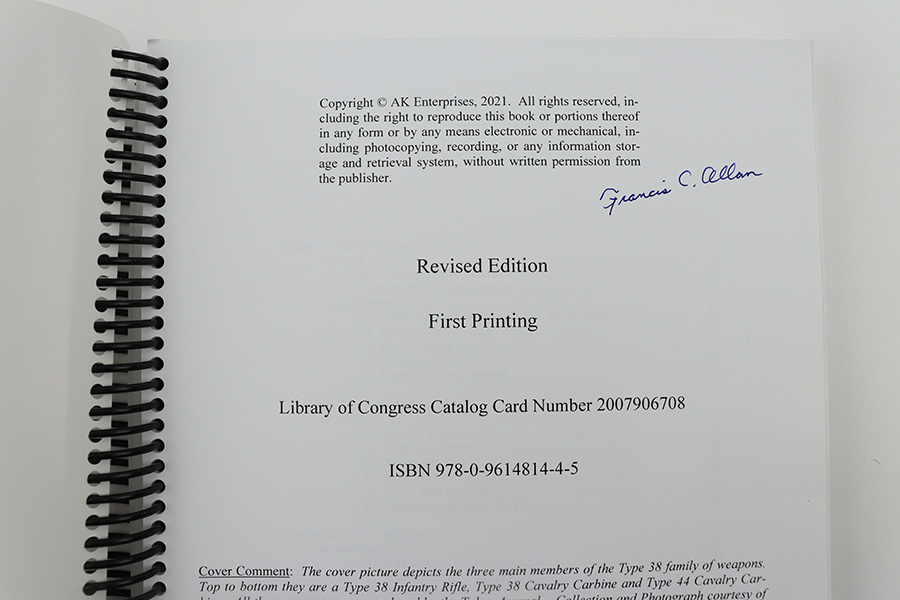 Copyright © AK Enterprises, 2021. All rights reserved, in-
cluding the right to reproduce this book or portions thereof
in any form or by any means electronic or mechanical, in-
cluding photocopying, recording, or any information stor-
age and retrieval system, without written permission from
the publisher.
Francis C. Allan
Revised Edition
First Printing
Library of Congress Catalog Card Number 2007906708
ISBN 978-0-9614814-4-5
Cover Comment: The cover picture depicts the three main members of the Type 38 family of weapons.
Top to bottom they are a Type 38 Infantry Rifle, Type 38 Cavalry Carbine and Type 44 Cavalry Car-
Collection and Photograph courtesy of